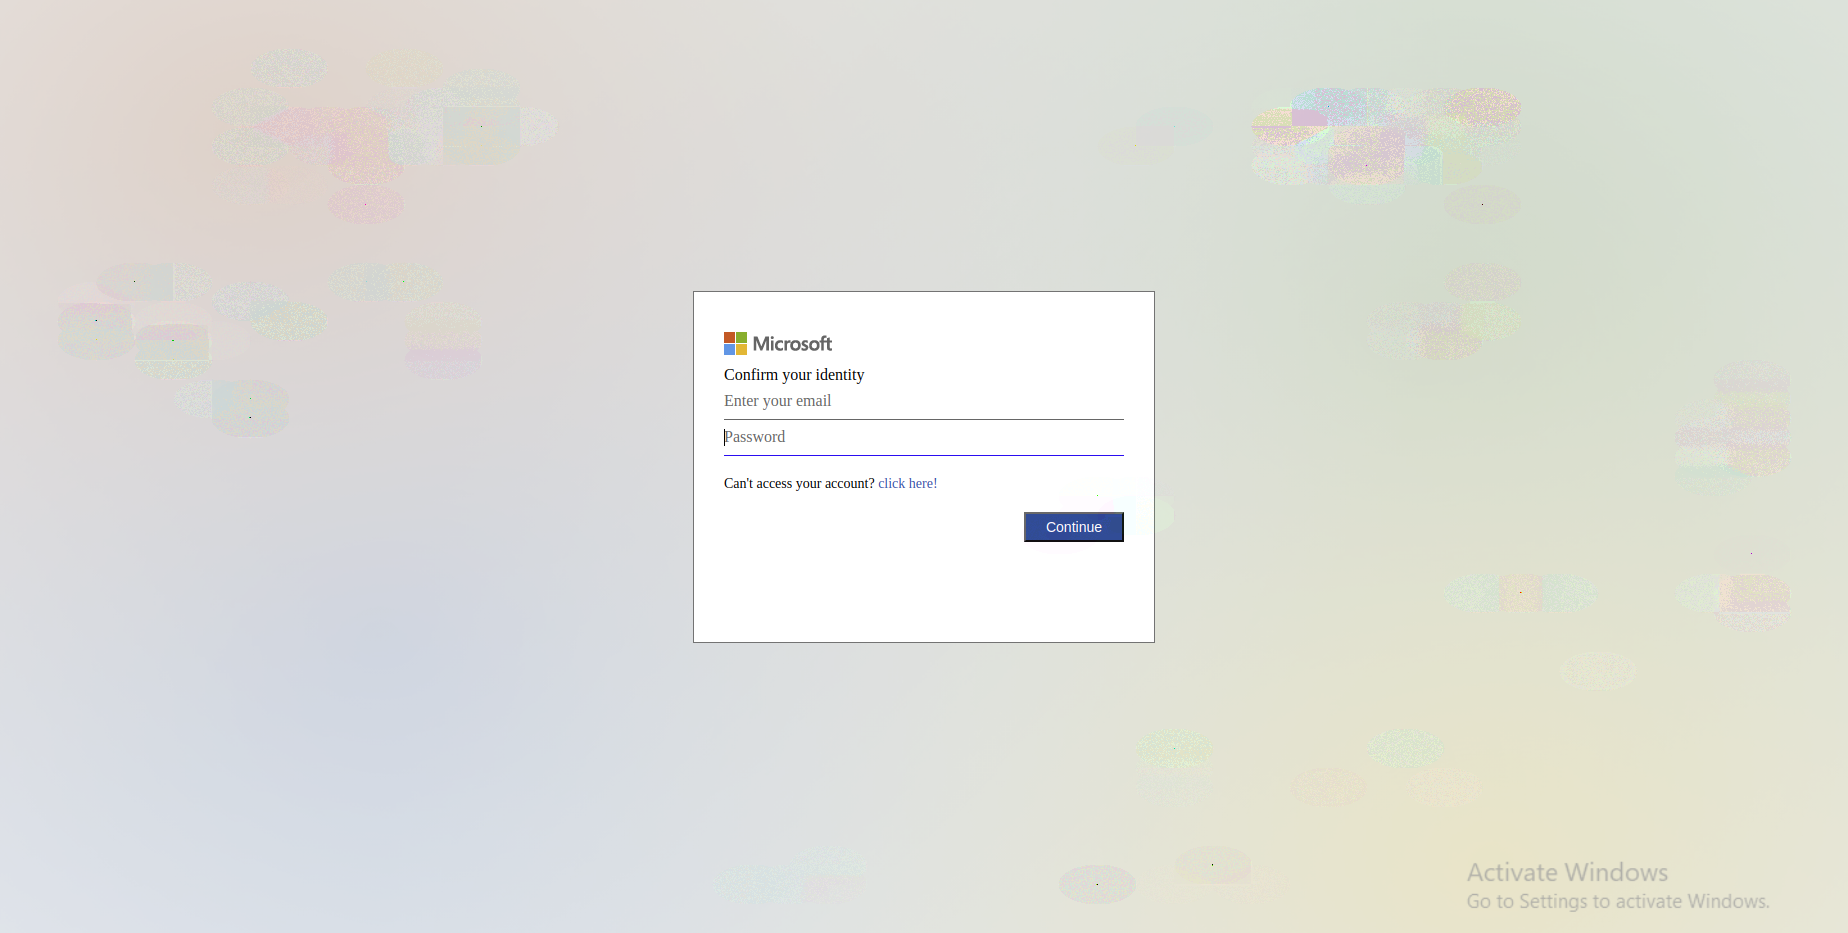 Microsoft
Confirm your identity
Enter your email
Password
Can't access your account? click here!
Continue
Activate Windows
Go to Settings to activate Windows.